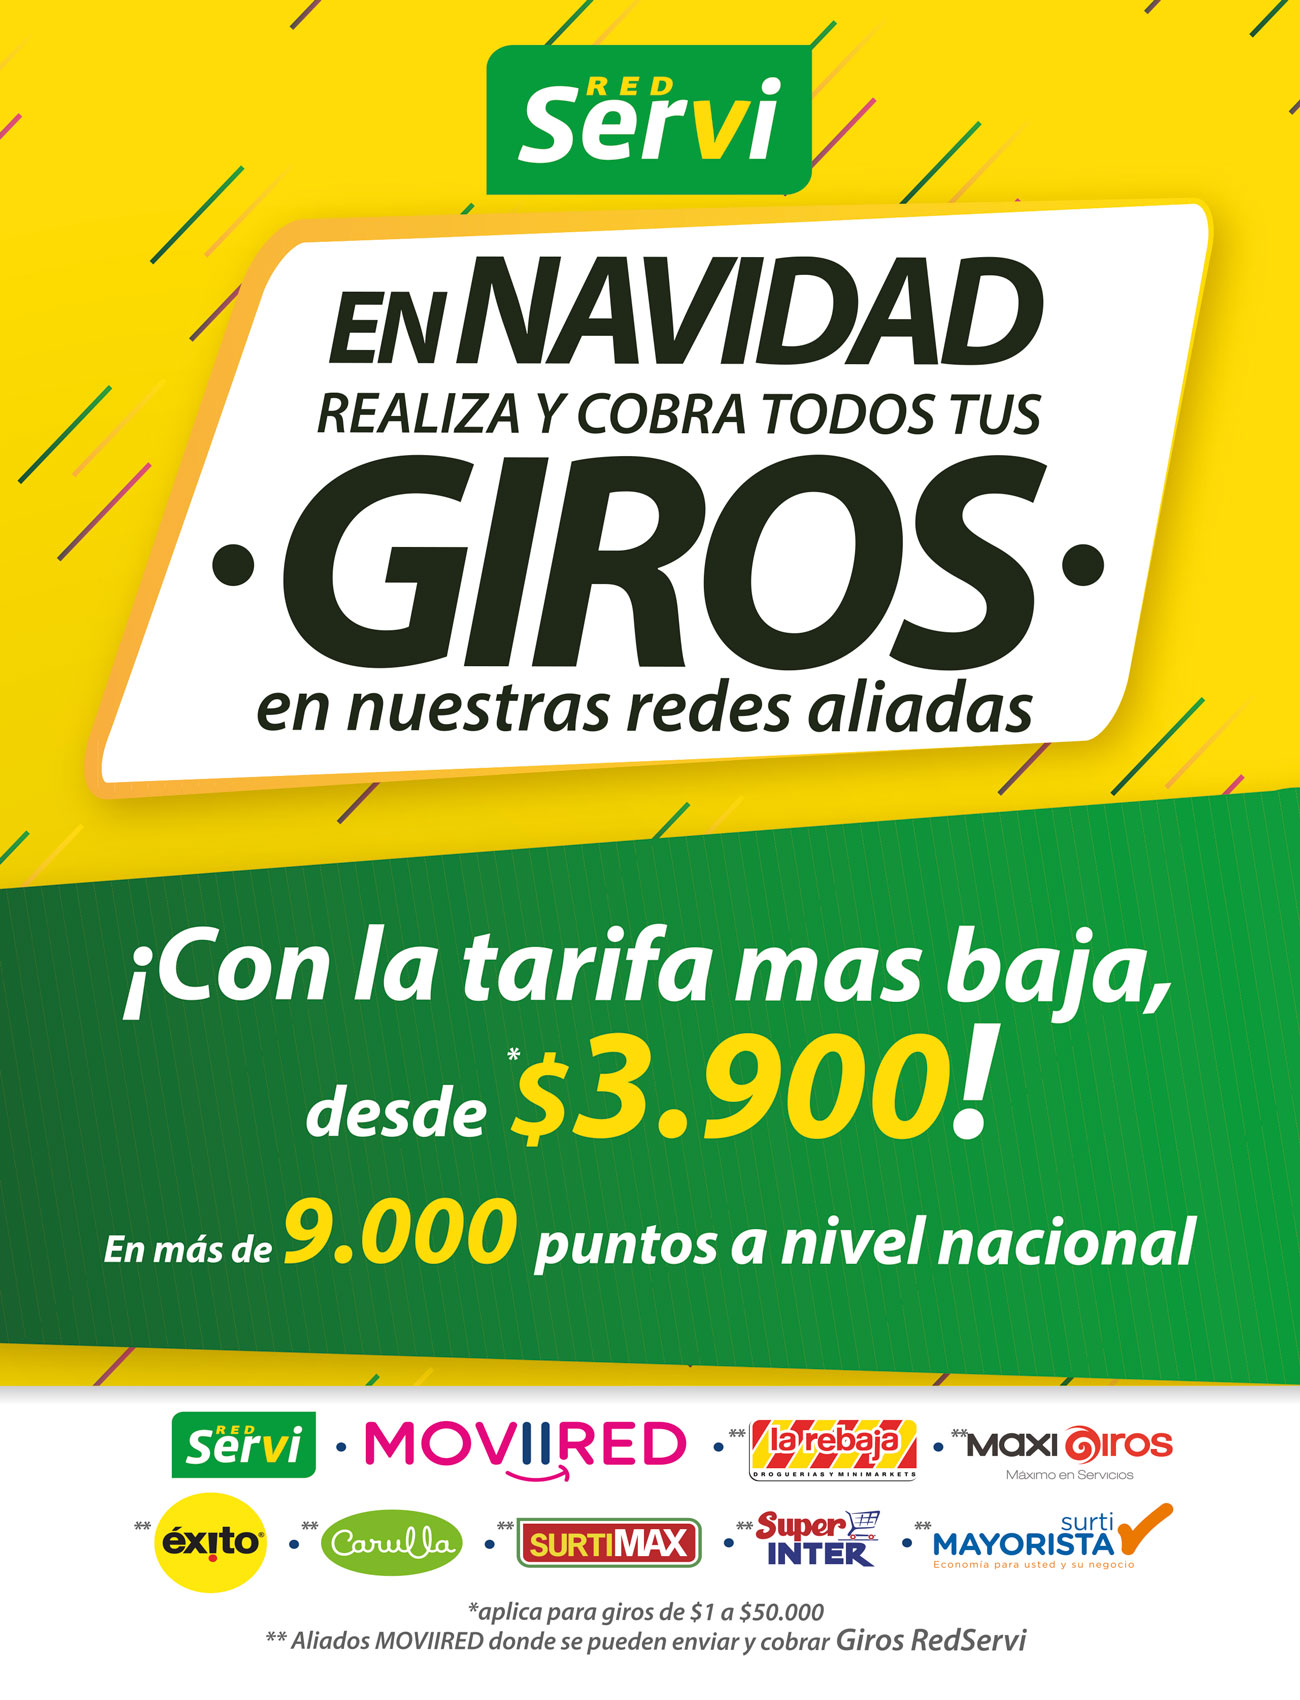 RED
Servi
EN NAVIDAD
REALIZA Y COBRA TODOS TUS
• GIROS •
en nuestras redes aliadas
¡Con la tarifa mas baja,
desde *$3.900!
En más de 9.000 puntos a nivel nacional
RED
Servi • MOVIIRED • **la rebaja • **MAXI GIROS
DROGUERIAS Y MINIMARKETS
Máximo en Servicios
**éxito® • **Carulla • **SURTIMAX • **Super INTER • **surti MAYORISTA
Economía para usted y su negocio
*aplica para giros de $1 a $50.000
** Aliados MOVIIRED donde se pueden enviar y cobrar Giros RedServi